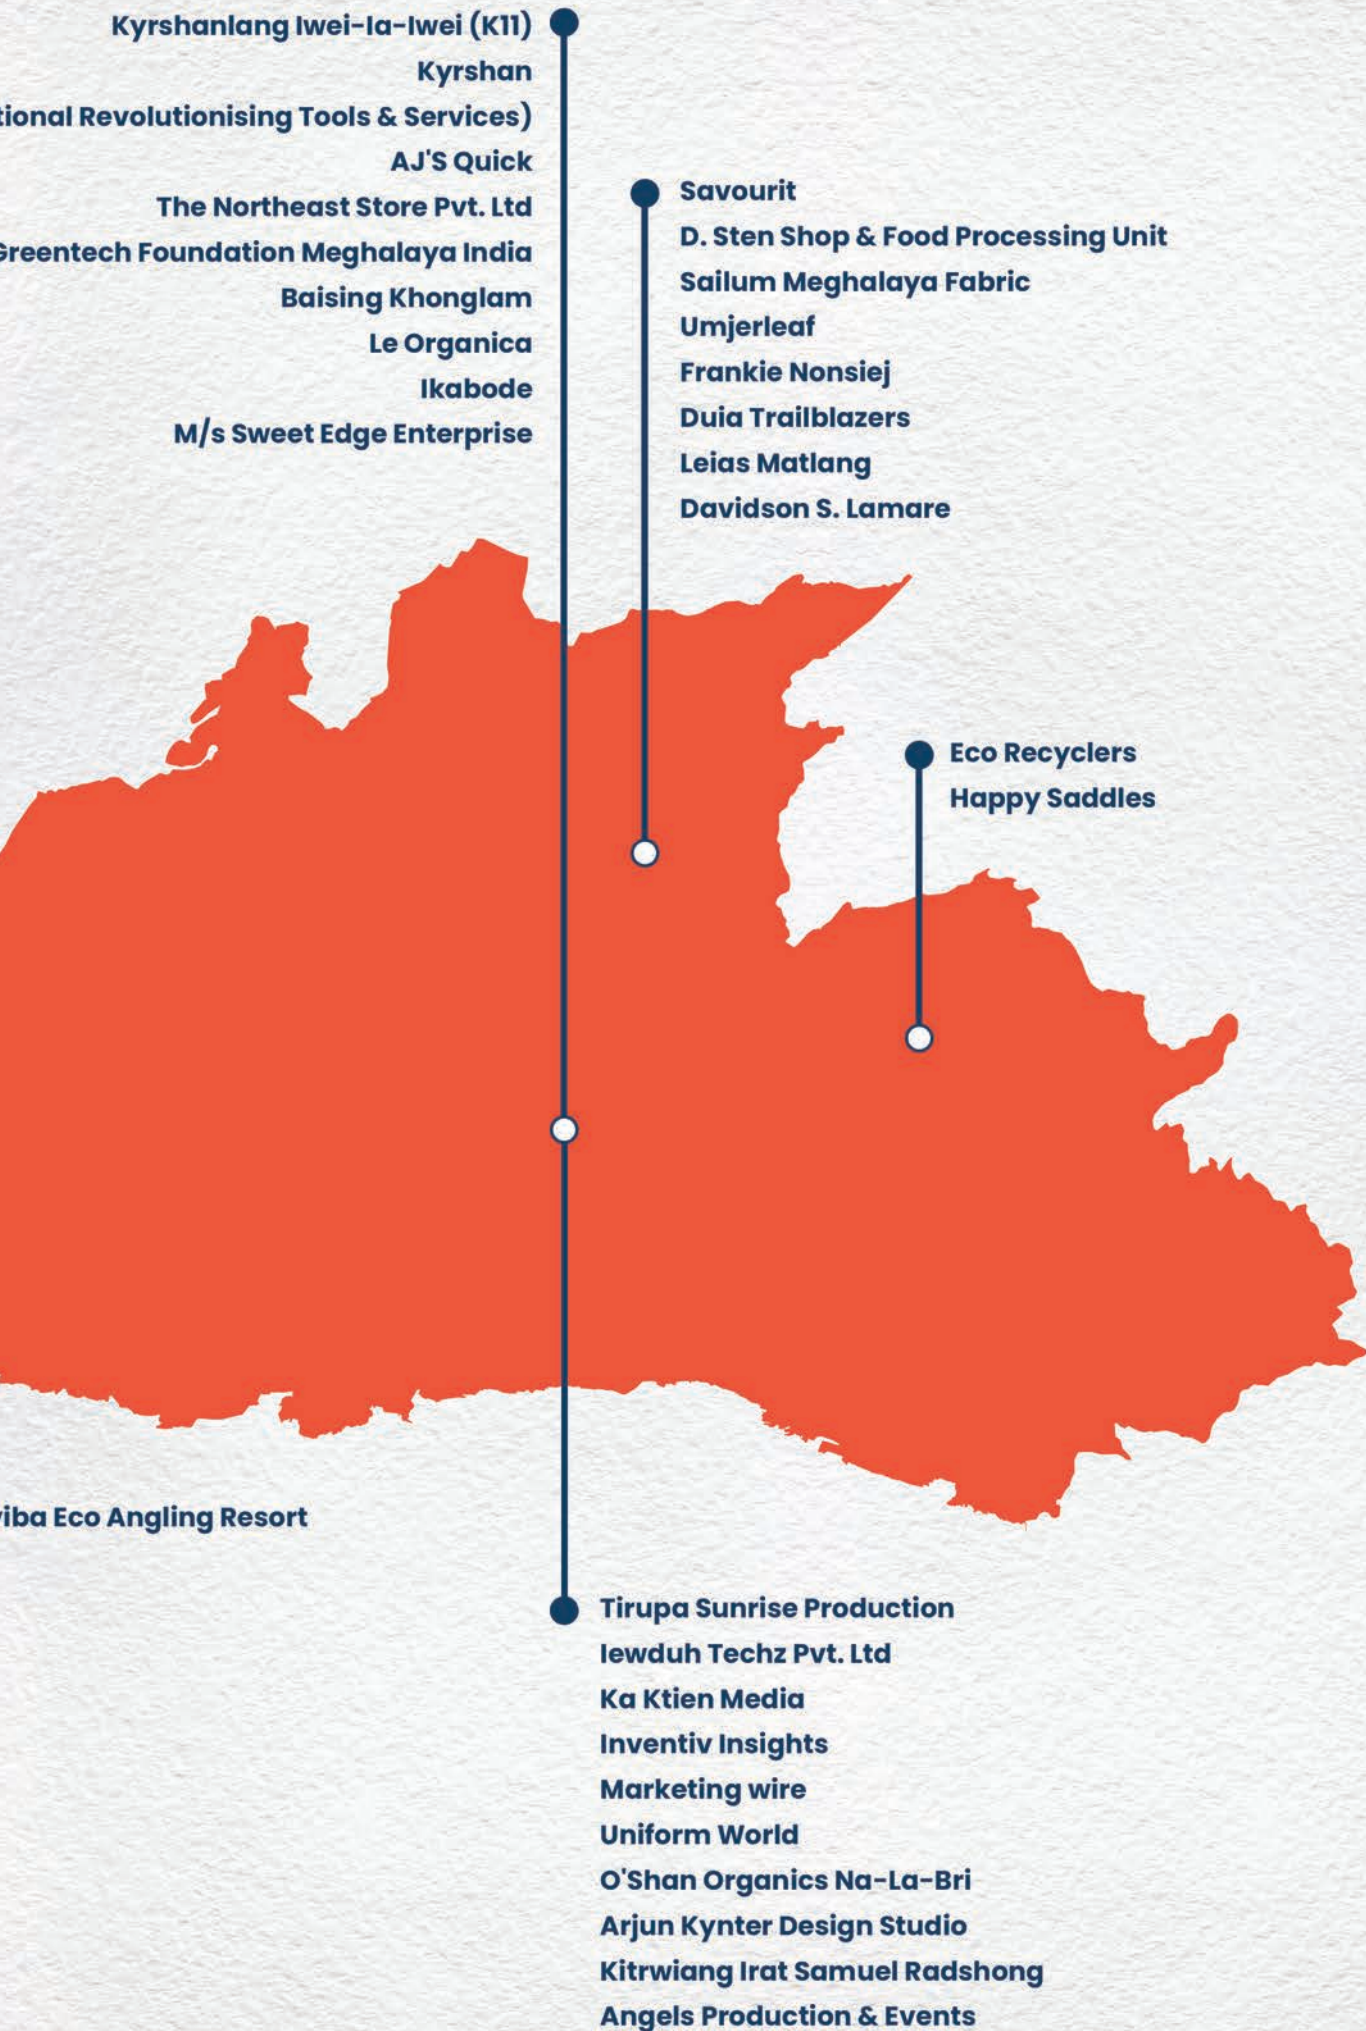 Kyrshanlang Iwei-Ia-Iwei (K11)
Kyrshan
Revolutionising Tools & Services)
AJ'S Quick
The Northeast Store Pvt. Ltd
Greentech Foundation Meghalaya India
Baising Khonglam
Le Organica
Ikabode
M/s Sweet Edge Enterprise
Savourit
D. Sten Shop & Food Processing Unit
Sailum Meghalaya Fabric
Umjerleaf
Frankie Nonsiej
Duia Trailblazers
Leias Matlang
Davidson S. Lamare
Eco Recyclers
Happy Saddles
Eco Angling Resort
Tirupa Sunrise Production
Iewduh Techz Pvt. Ltd
Ka Ktien Media
Inventiv Insights
Marketing wire
Uniform World
O'Shan Organics Na-La-Bri
Arjun Kynter Design Studio
Kitrwiang Irat Samuel Radshong
Angels Production & Events